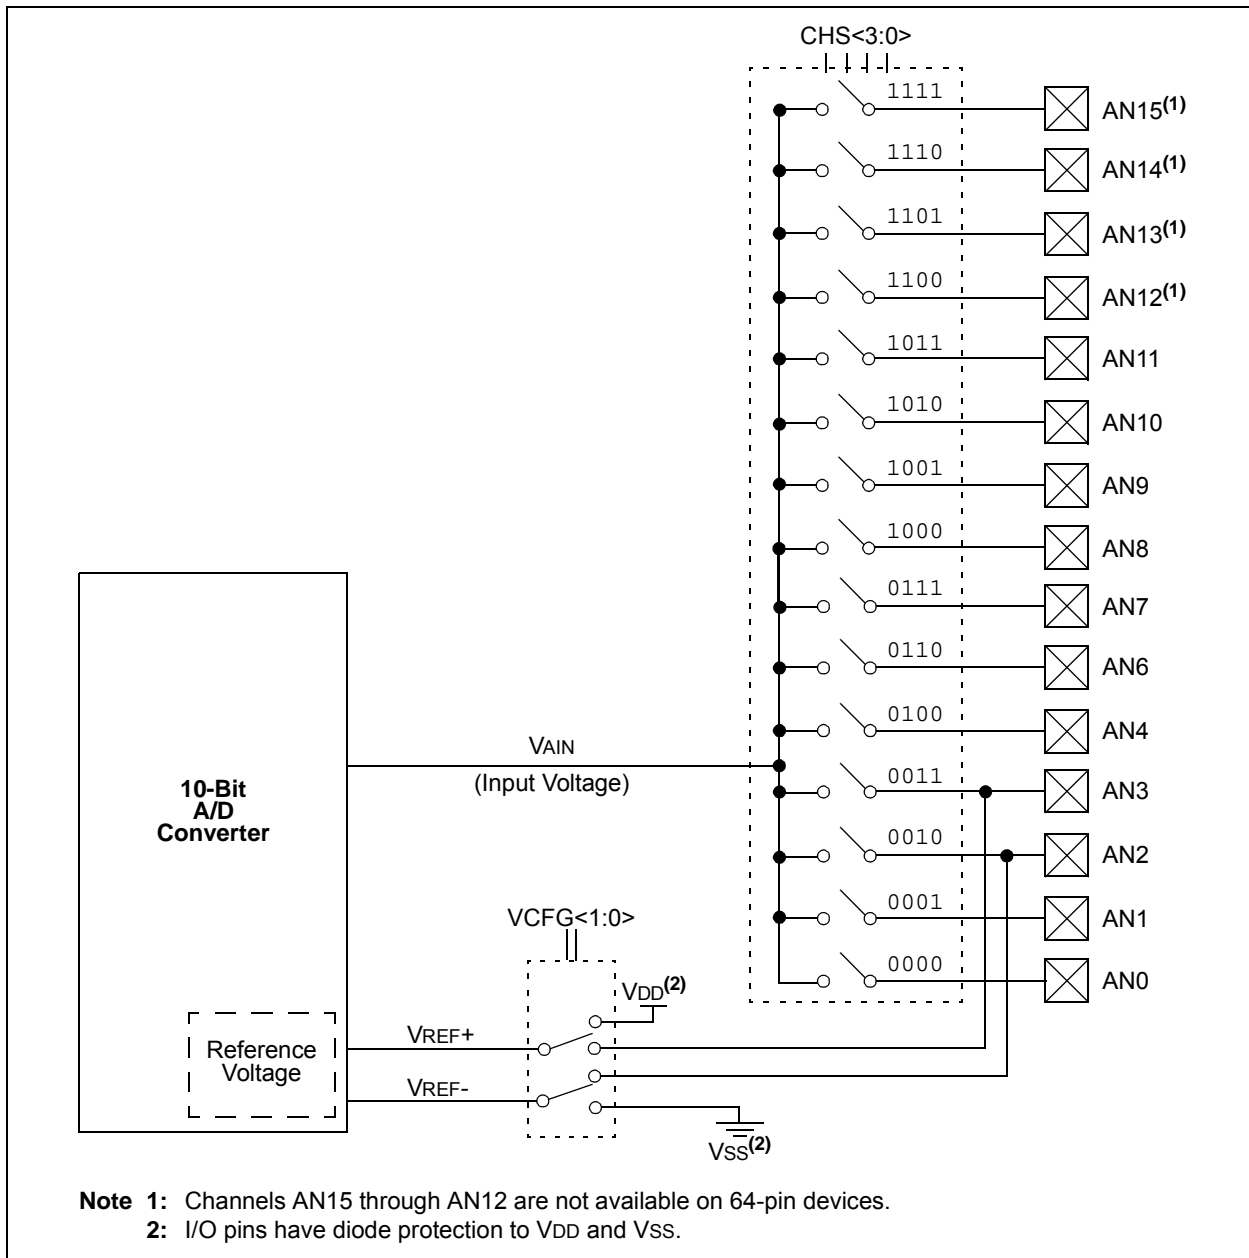 CHS<3:0>
1111
AN15(1)
1110
AN14(1)
1101
AN13(1)
1100
AN12(1)
1011
AN11
1010
AN10
1001
AN9
1000
AN8
0111
AN7
0110
AN6
0100
AN4
0011
AN3
0010
AN2
0001
AN1
0000
AN0
VAIN
(Input Voltage)
10-Bit
A/D
Converter
VCFG<1:0>
VDD(2)
VREF+
Reference
Voltage
VREF-
VSS(2)
Note 1: Channels AN15 through AN12 are not available on 64-pin devices.
2: I/O pins have diode protection to VDD and VSS.